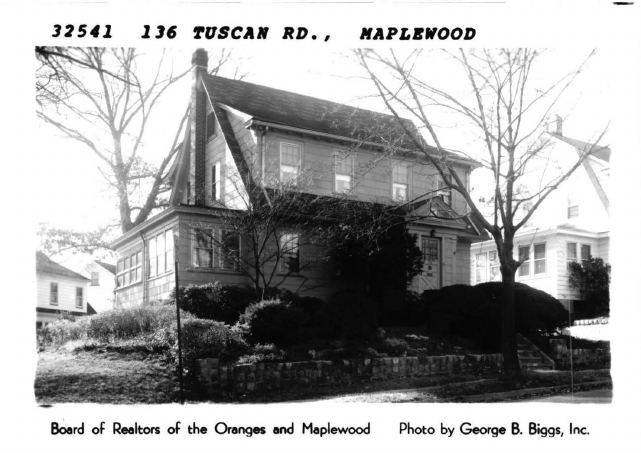 32541 136 TUSCAN RD., MAPLEWOOD
Board of Realtors of the Oranges and Maplewood Photo by George B. Biggs, Inc.